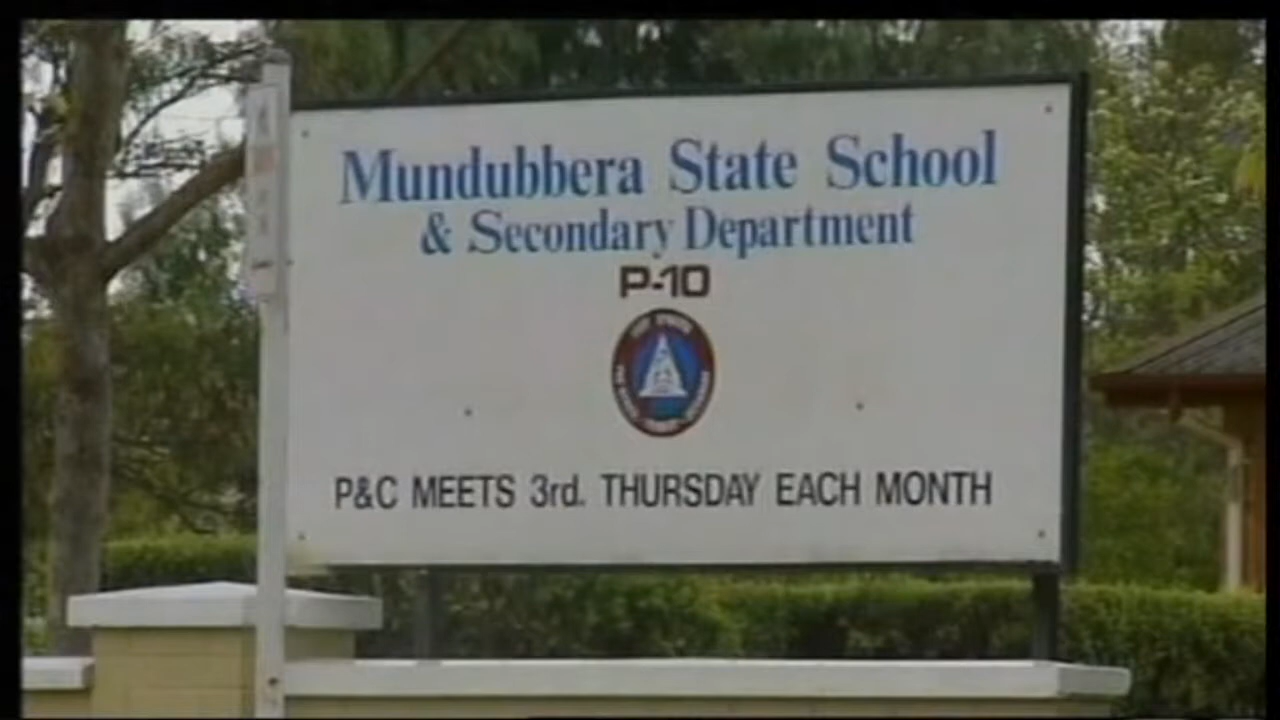 Mundubbera State School
& Secondary Department
P-10
P&C MEETS 3rd. THURSDAY EACH MONTH